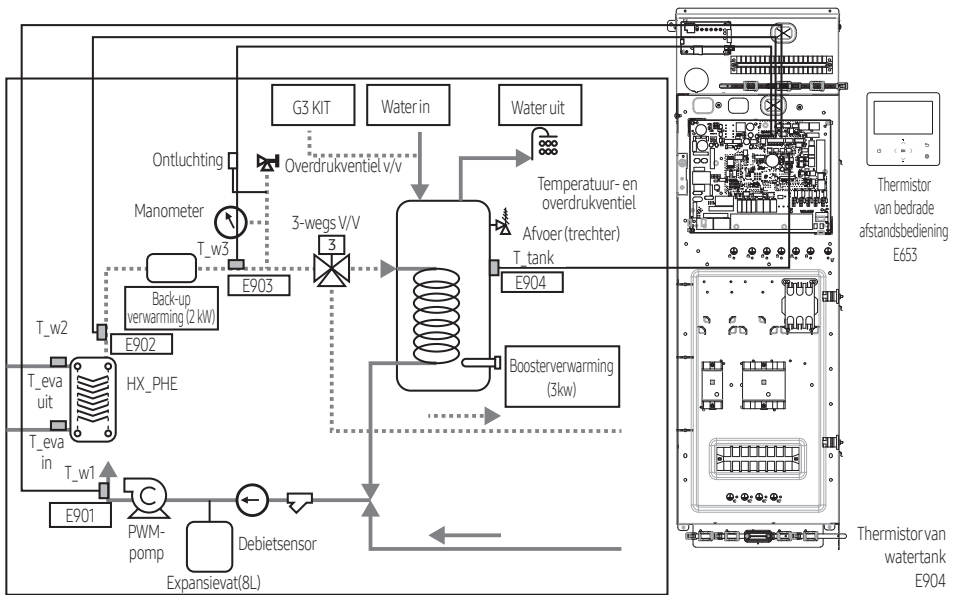 G3 KIT
Water in
Water uit
Ontluchting
Overdrukventiel v/v
Temperatuur- en
overdrukventiel
Manometer
3-wegs V/V
Afvoer (trechter)
3
T_w3
T_tank
E903
E904
Back-up
verwarming (2 kW)
T_w2
E902
Boosterverwarming
(3kw)
T_eva
uit
HX_PHE
T_eva
in
T_w1
C
E901
PWM-
pomp
Debietsensor
Expansievat(8L)
Thermistor
van bedrade
afstandsbediening
E653
Thermistor van
watertank
E904